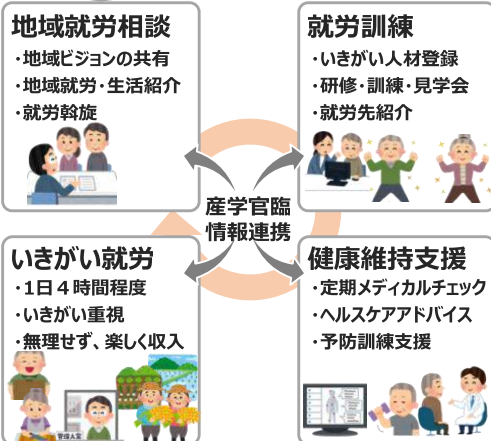 地域就労相談
・地域ビジョンの共有
・地域就労・生活紹介
・就労斡旋
就労訓練
・いきがい人材登録
・研修・訓練・見学会
・就労先紹介
産学官臨
情報連携
いきがい就労
・1日４時間程度
・いきがい重視
・無理せず、楽しく収入
管理人室
健康維持支援
・定期メディカルチェック
・ヘルスケアアドバイス
・予防訓練支援